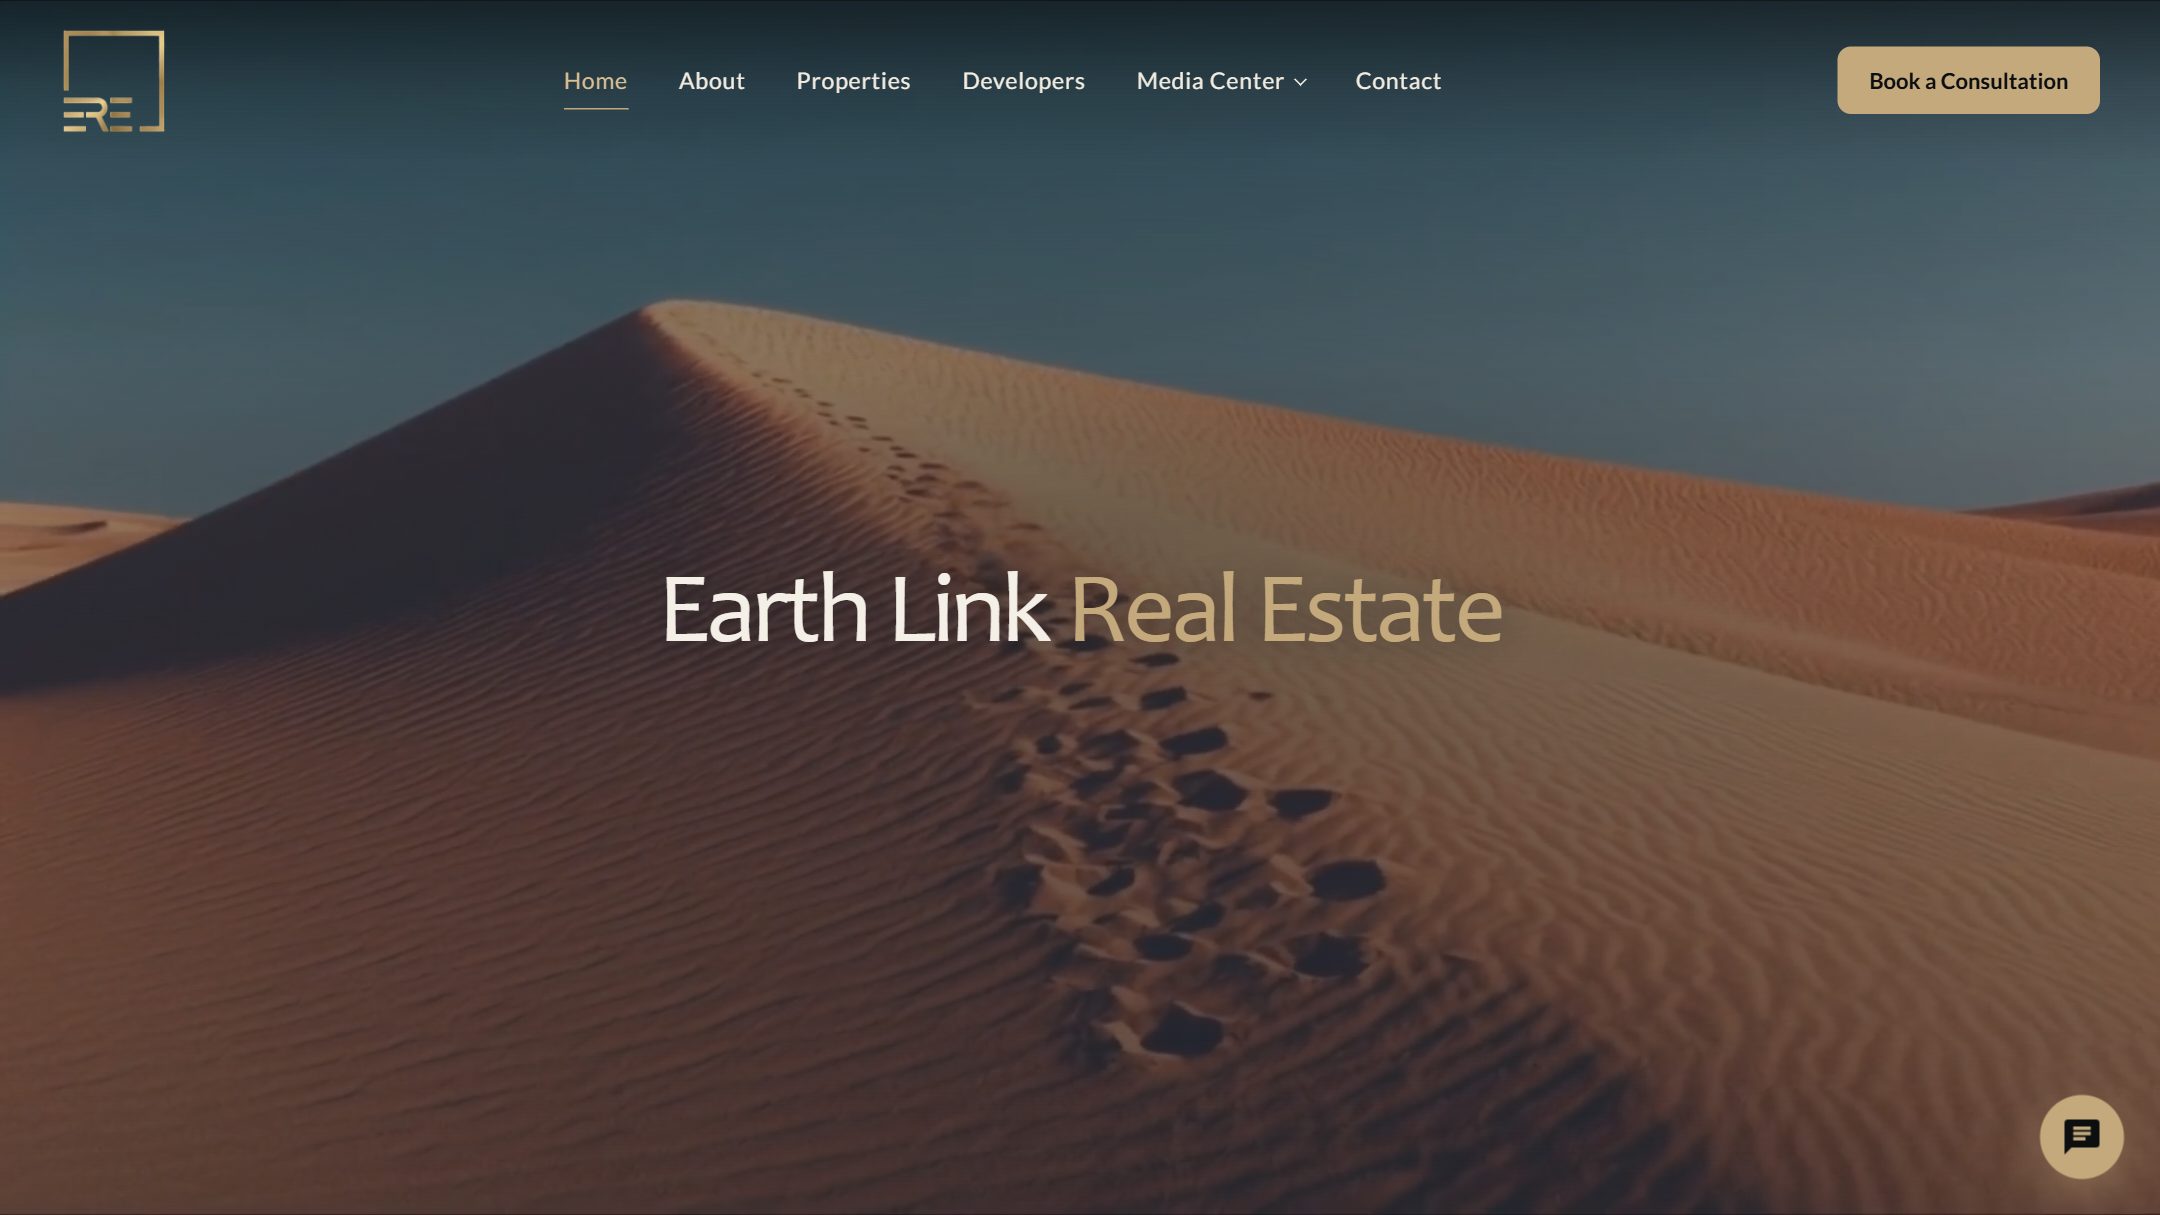 ERE
Home About Properties Developers Media Center Contact
Book a Consultation
Earth Link Real Estate